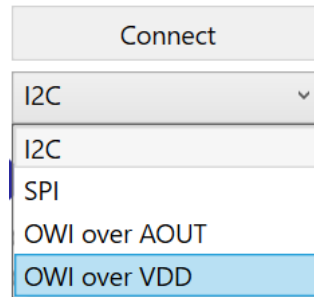 Connect
I2C
I2C
SPI
OWI over AOUT
OWI over VDD